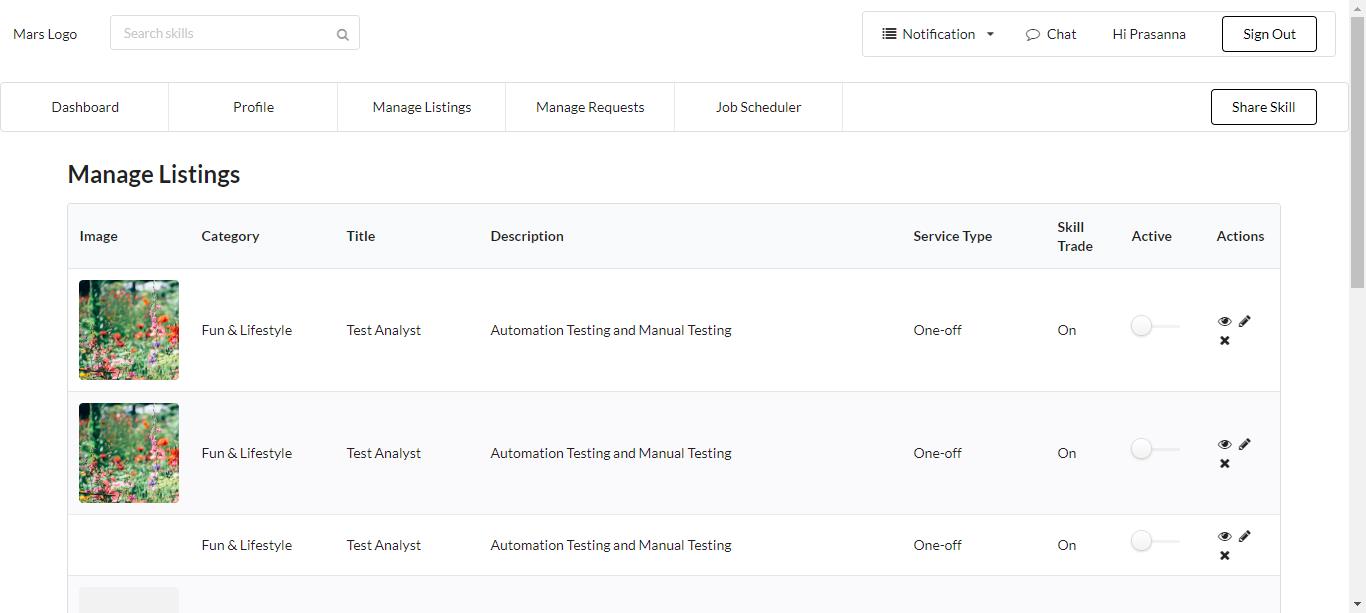 Mars Logo
Search skills
Notification
Chat
Hi Prasanna
Sign Out
Dashboard
Profile
Manage Listings
Manage Requests
Job Scheduler
Share Skill
Manage Listings
Image
Category
Title
Description
Service Type
Skill
Trade
Active
Actions
Fun & Lifestyle
Test Analyst
Automation Testing and Manual Testing
One-off
On
Fun & Lifestyle
Test Analyst
Automation Testing and Manual Testing
One-off
On
Fun & Lifestyle
Test Analyst
Automation Testing and Manual Testing
One-off
On